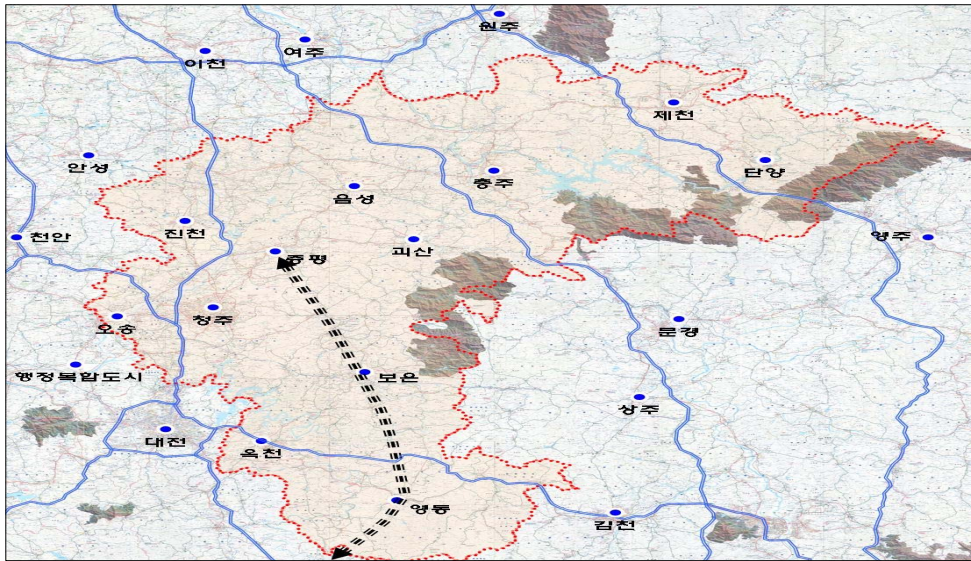 원주
여주
이천
제천
안성
단양
충주
음성
진천
천안
괴산
영주
증평
청주
오송
문경
행정복합도시
보은
상주
대전
옥천
영동
김천